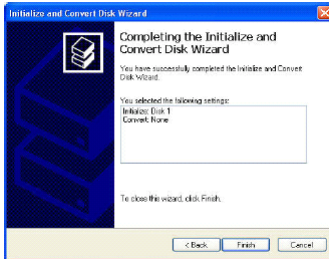 Initialize and Convert Disk Wizard
Completing the Initialize and
Convert Disk Wizard
You have successfully completed the Initialize and Convert
Disk Wizard.
You selected the following settings:
Initialize: Disk 1
Convert: None
To close this wizard, click Finish.
< Back
Finish
Cancel